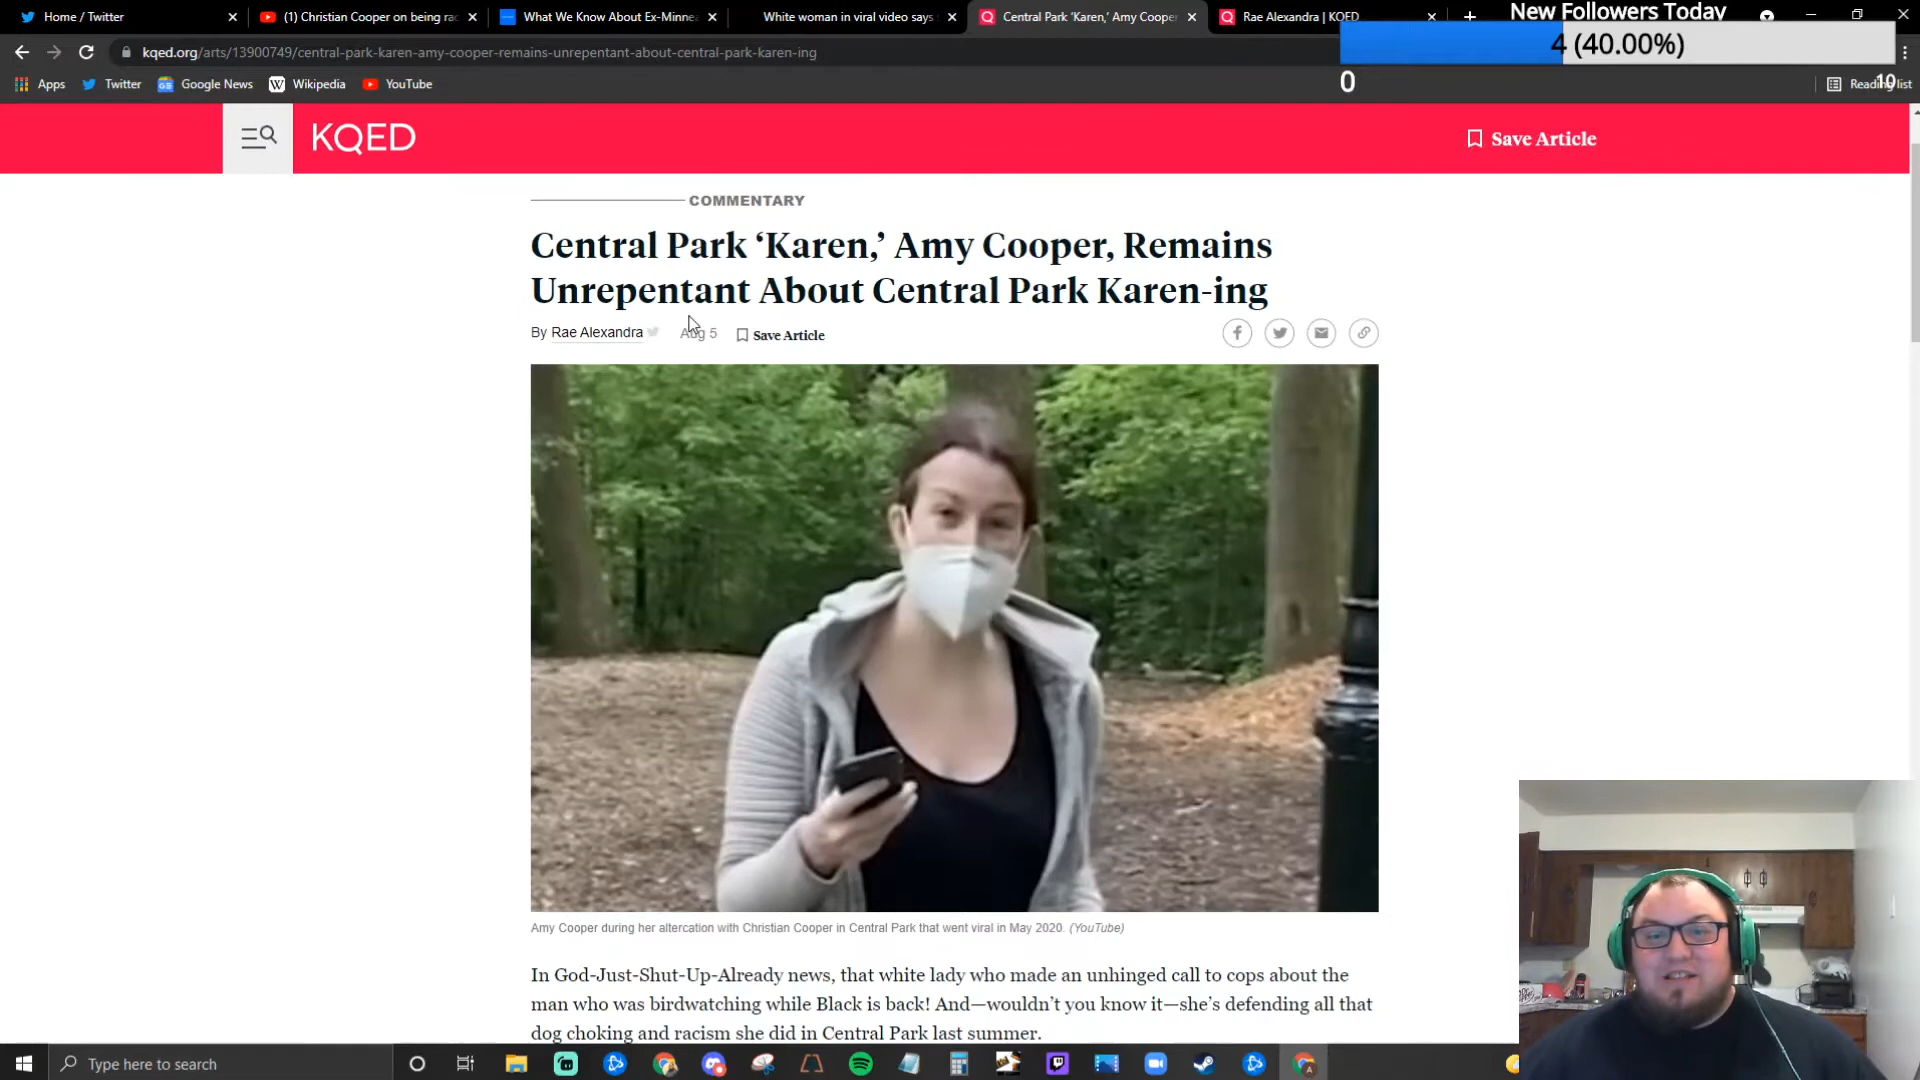 Home / Twitter
(1) Christian Cooper on being rac
What We Know About Ex-Minnea
White woman in viral video says
Central Park ‘Karen,’ Amy Cooper
Rae Alexandra | KQED
New Followers Today
kqed.org/arts/13900749/central-park-karen-amy-cooper-remains-unrepentant-about-central-park-karen-ing
4 (40.00%)
0
10
Apps
Twitter
Google News
Wikipedia
YouTube
Reading list
KQED
Save Article
COMMENTARY
Central Park ‘Karen,’ Amy Cooper, Remains
Unrepentant About Central Park Karen-ing
By Rae Alexandra
Aug 5
Save Article
Amy Cooper during her altercation with Christian Cooper in Central Park that went viral in May 2020. (YouTube)
In God-Just-Shut-Up-Already news, that white lady who made an unhinged call to cops about the
man who was birdwatching while Black is back! And—wouldn’t you know it—she’s defending all that
dog choking and racism she did in Central Park last summer.
Type here to search